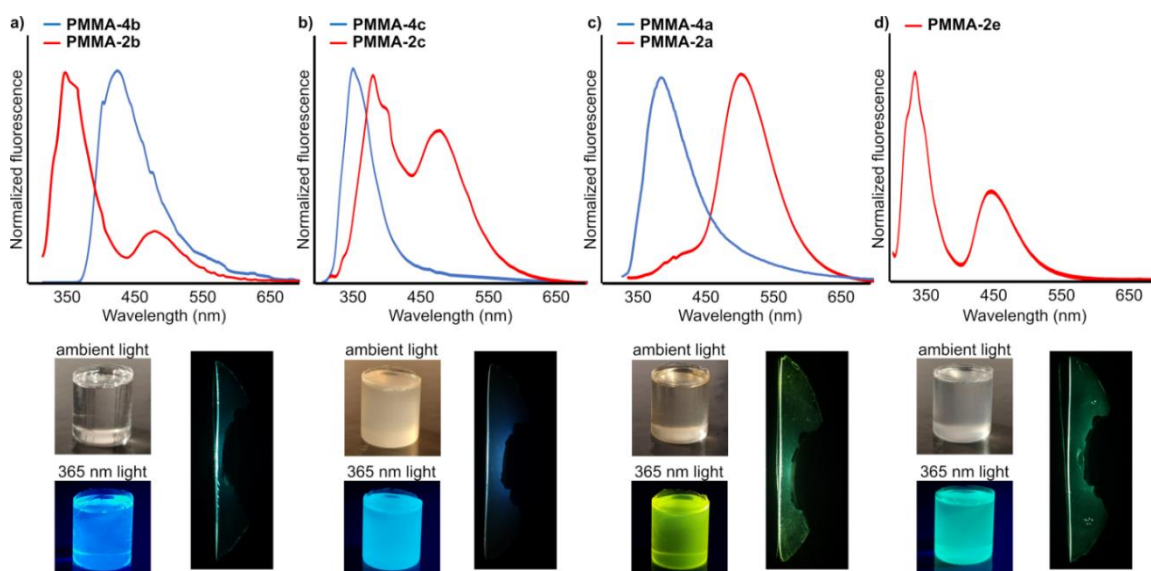 a) PMMA-4b
PMMA-2b
Normalized fluorescence
350 450 550 650
Wavelength (nm)
b) PMMA-4c
PMMA-2c
Normalized fluorescence
350 450 550 650
Wavelength (nm)
c) PMMA-4a
PMMA-2a
Normalized fluorescence
350 450 550 650
Wavelength (nm)
d) PMMA-2e
Normalized fluorescence
350 450 550 650
Wavelength (nm)
ambient light
365 nm light
ambient light
365 nm light
ambient light
365 nm light
ambient light
365 nm light